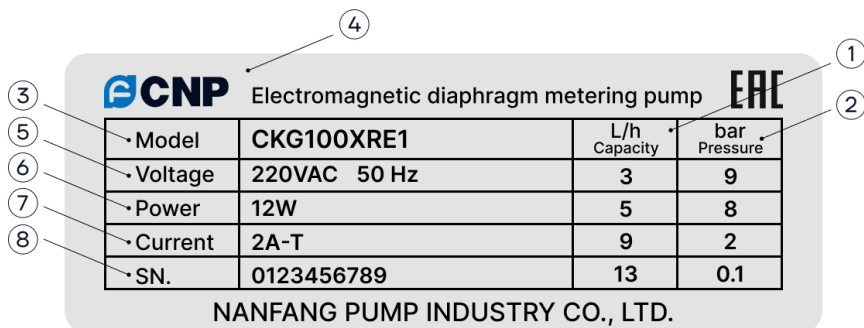 ④
①
CNP Electromagnetic diaphragm metering pump EAC
③ Model CKG100XRE1 L/h Capacity bar Pressure
②
⑤ Voltage 220VAC 50 Hz 3 9
⑥ Power 12W 5 8
⑦ Current 2A-T 9 2
⑧ SN. 0123456789 13 0.1
NANFANG PUMP INDUSTRY CO., LTD.